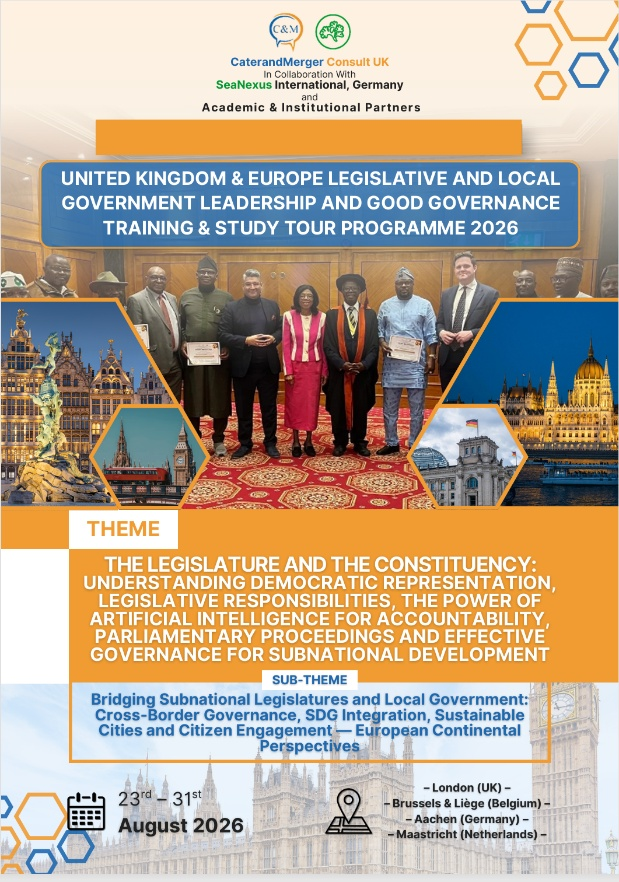 C&M
CaterandMerger Consult UK
In Collaboration With
SeaNexus International, Germany
and
Academic & Institutional Partners
UNITED KINGDOM & EUROPE LEGISLATIVE AND LOCAL
GOVERNMENT LEADERSHIP AND GOOD GOVERNANCE
TRAINING & STUDY TOUR PROGRAMME 2026
THEME
THE LEGISLATURE AND THE CONSTITUENCY:
UNDERSTANDING DEMOCRATIC REPRESENTATION,
LEGISLATIVE RESPONSIBILITIES, THE POWER OF
ARTIFICIAL INTELLIGENCE FOR ACCOUNTABILITY,
PARLIAMENTARY PROCEEDINGS AND EFFECTIVE
GOVERNANCE FOR SUBNATIONAL DEVELOPMENT
SUB-THEME
Bridging Subnational Legislatures and Local Government:
Cross-Border Governance, SDG Integration, Sustainable
Cities and Citizen Engagement — European Continental
Perspectives
23rd – 31st
August 2026
– London (UK) –
– Brussels & Liège (Belgium) –
– Aachen (Germany) –
– Maastricht (Netherlands) –